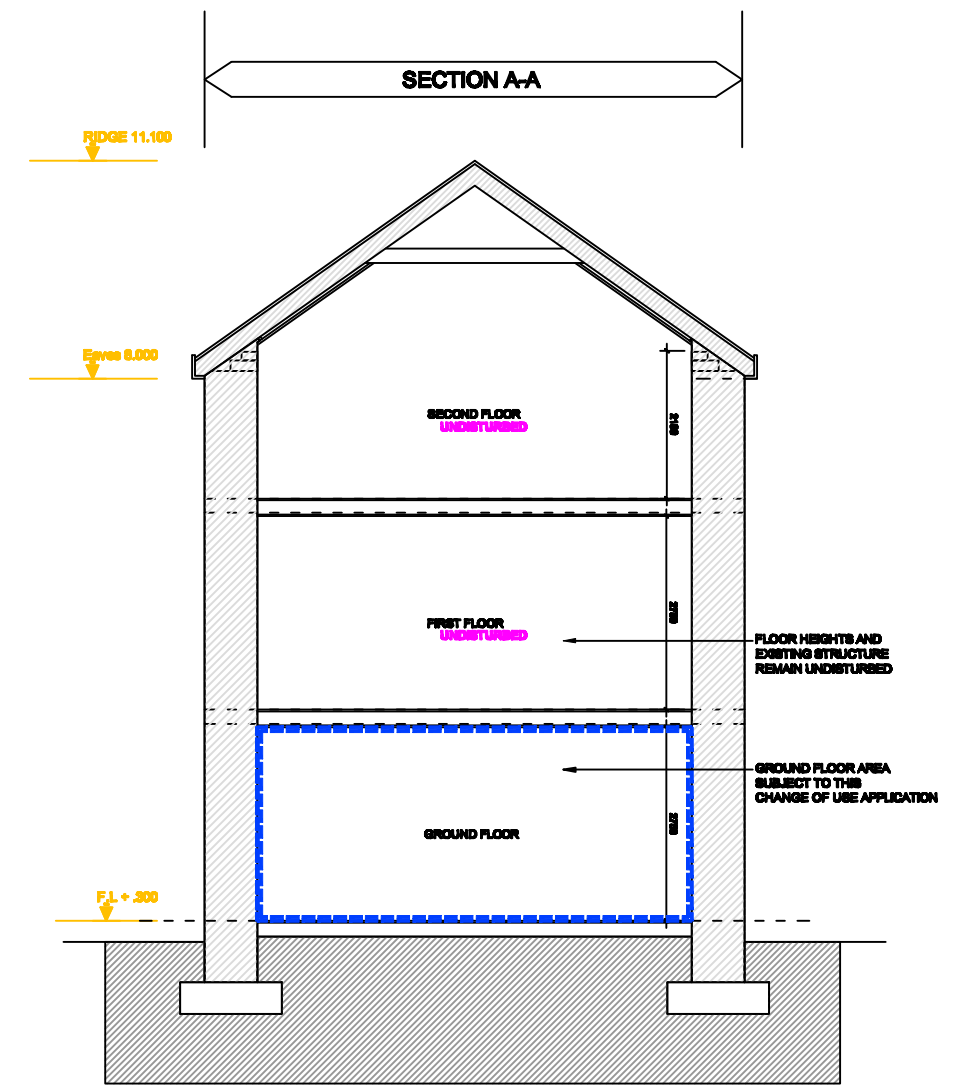 SECTION A-A
RIDGE 11.100
Eaves 8.000
SECOND FLOOR
UNDISTURBED
FIRST FLOOR
UNDISTURBED
FLOOR HEIGHTS AND
EXISTING STRUCTURE
REMAIN UNDISTURBED
GROUND FLOOR AREA
SUBJECT TO THIS
CHANGE OF USE APPLICATION
GROUND FLOOR
F.L + .300